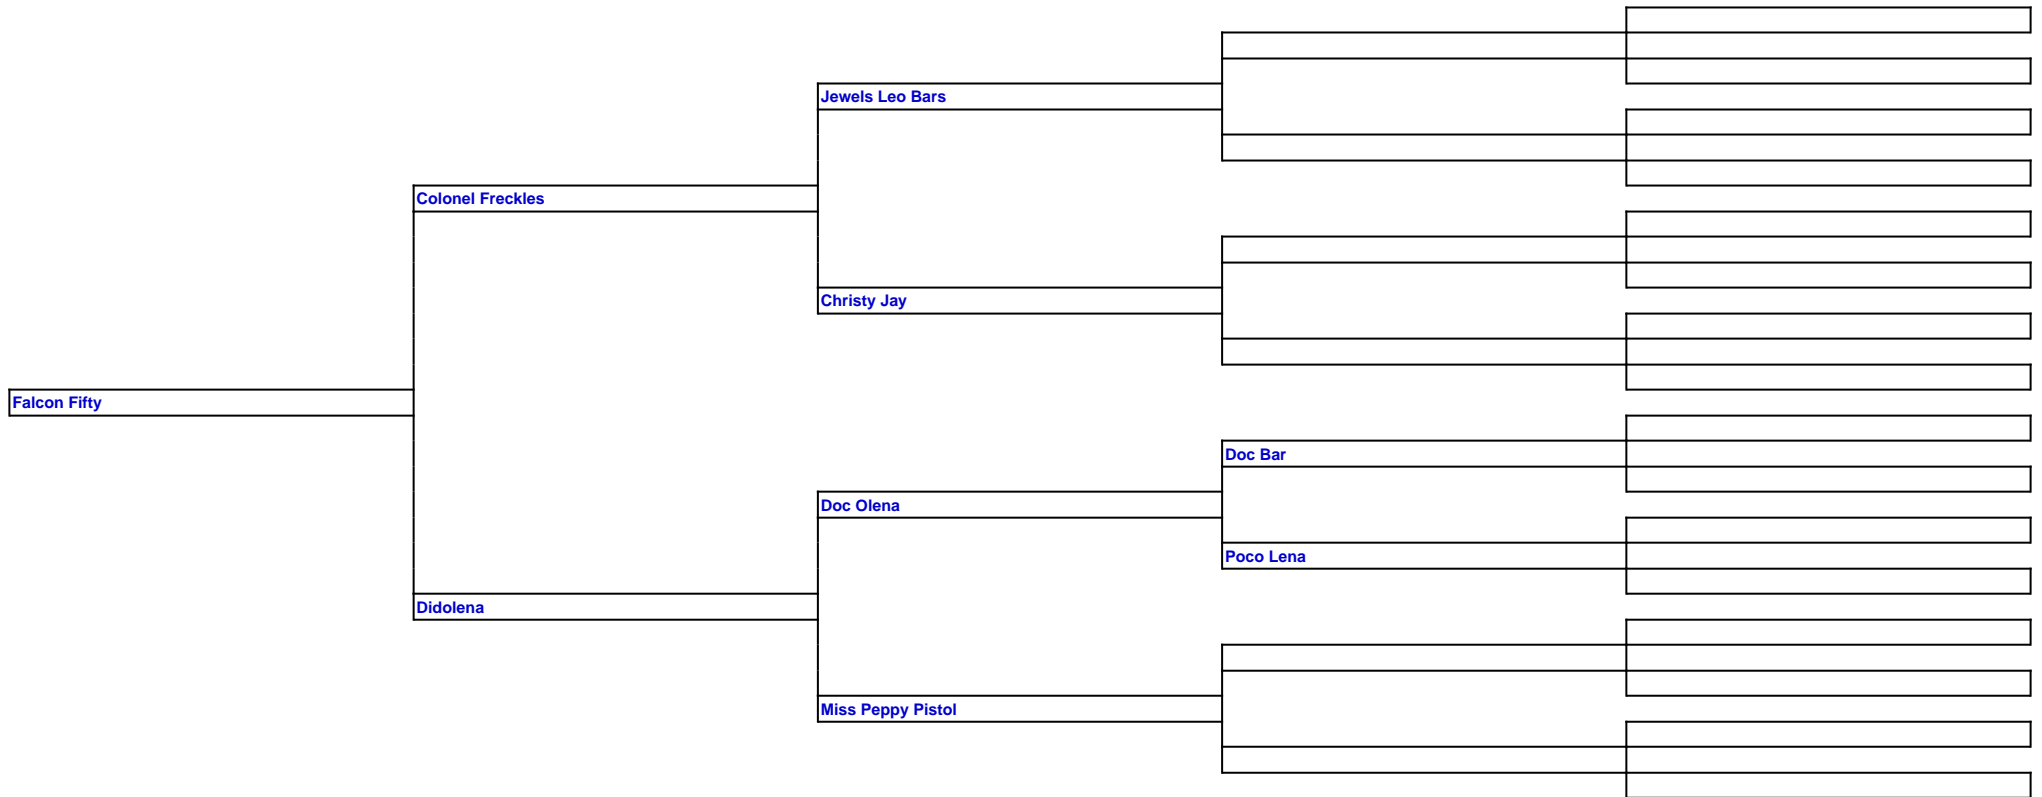 Jewels Leo Bars
Colonel Freckles
Christy Jay
Falcon Fifty
Doc Bar
Doc Olena
Poco Lena
Didolena
Miss Peppy Pistol